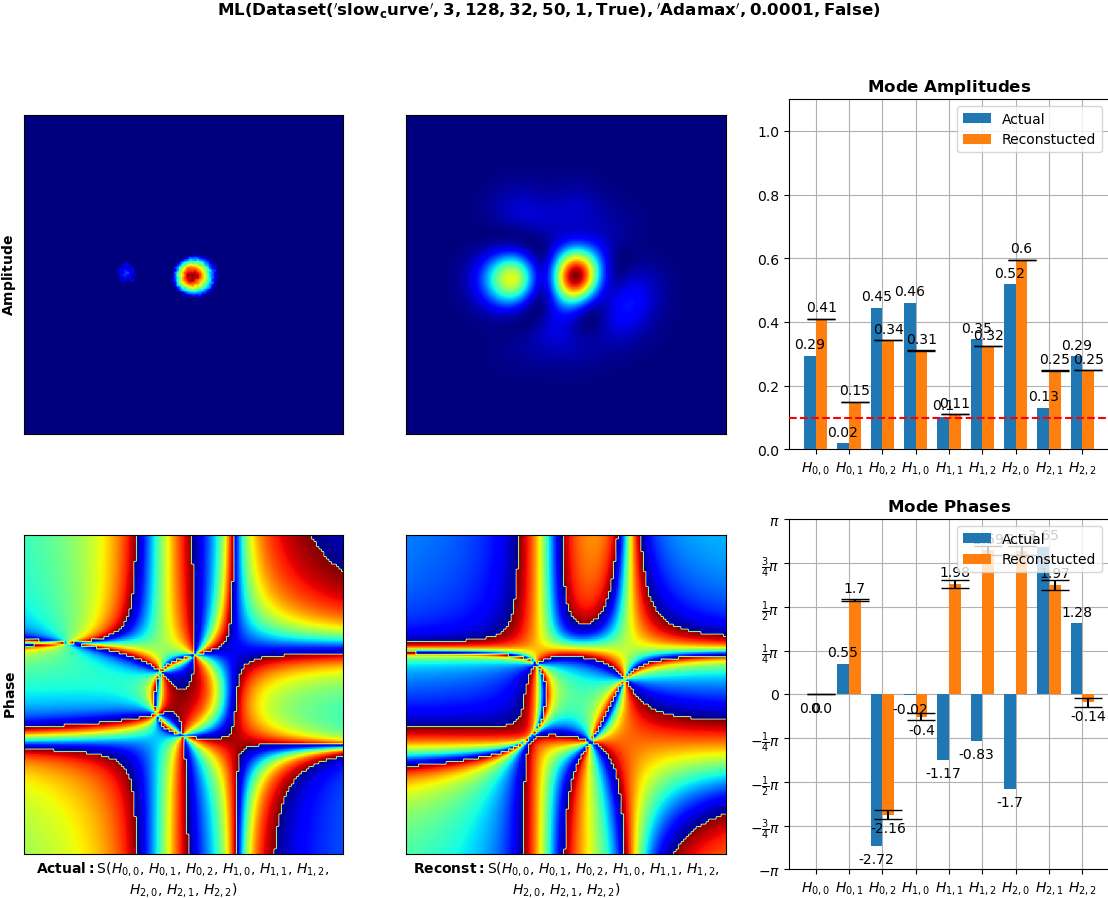 ML(Dataset('slow_curve', 3, 128, 32, 50, 1, True), 'Adamax', 0.0001, False)
Mode Amplitudes
Amplitude
1.0
0.8
0.6
0.4
0.2
0.0
Actual
Reconstucted
0.29
0.41
0.02
0.15
0.45
0.34
0.46
0.31
0.1
0.11
0.35
0.32
0.52
0.6
0.13
0.25
0.29
0.25
H0,0 H0,1 H0,2 H1,0 H1,1 H1,2 H2,0 H2,1 H2,2
Mode Phases
Phase
π
3/4π
1/2π
1/4π
0
−1/4π
−1/2π
−3/4π
−π
Actual
Reconstucted
0.0
0.0
0.55
1.7
-2.72
-2.16
-0.02
-0.4
-1.17
1.98
-0.83
-1.7
1.97
1.28
-0.14
H0,0 H0,1 H0,2 H1,0 H1,1 H1,2 H2,0 H2,1 H2,2
Actual: S(H0,0, H0,1, H0,2, H1,0, H1,1, H1,2,
H2,0, H2,1, H2,2)
Reconst: S(H0,0, H0,1, H0,2, H1,0, H1,1, H1,2,
H2,0, H2,1, H2,2)